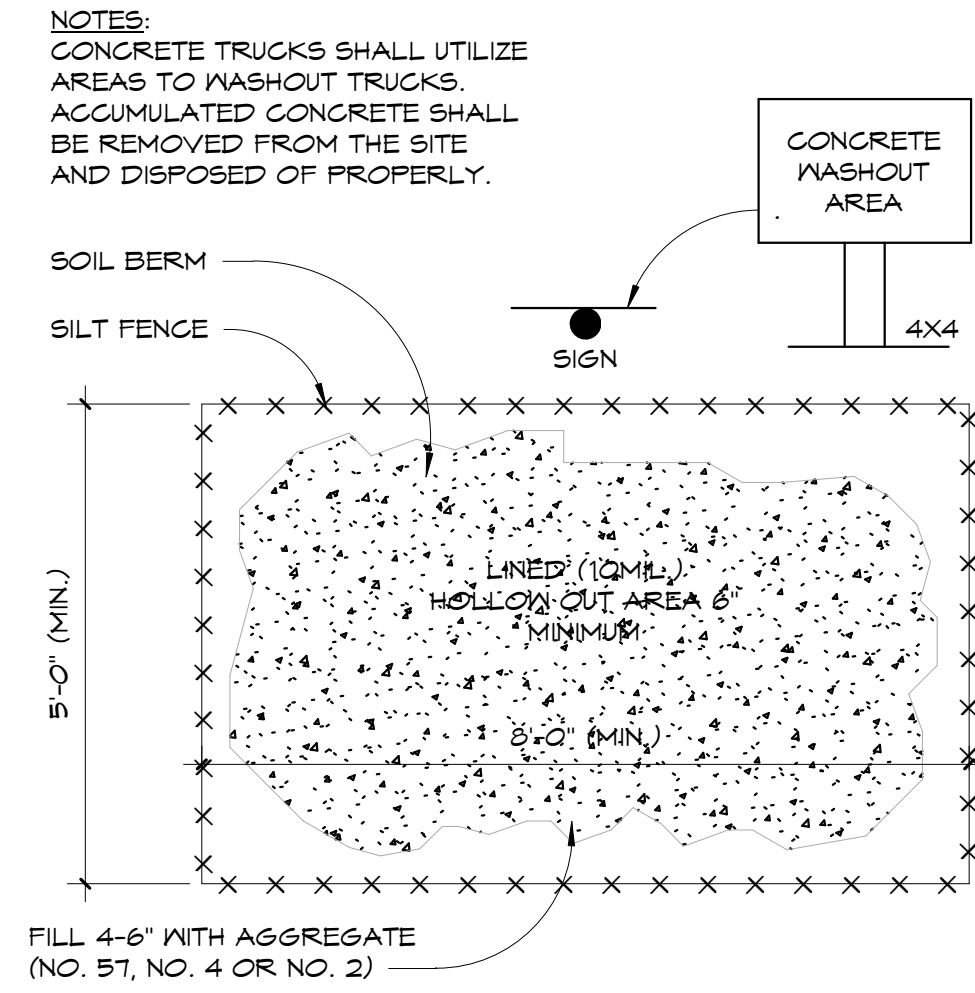 NOTES:
CONCRETE TRUCKS SHALL UTILIZE
AREAS TO WASHOUT TRUCKS.
ACCUMULATED CONCRETE SHALL
BE REMOVED FROM THE SITE
AND DISPOSED OF PROPERLY.
CONCRETE
WASHOUT
AREA
SOIL BERM
SILT FENCE
4X4
SIGN
5'-0" (MIN.)
LINED (10MIL.)
HOLLOW OUT AREA 6"
MINIMUM
8'-0" (MIN.)
FILL 4-6" WITH AGGREGATE
(NO. 57, NO. 4 OR NO. 2)